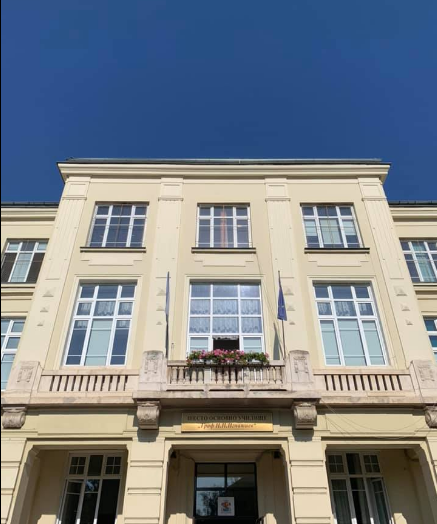 ШЕСТО ОСНОВНО УЧИЛИЩЕ
"Граф Н. П. Игнатиев"